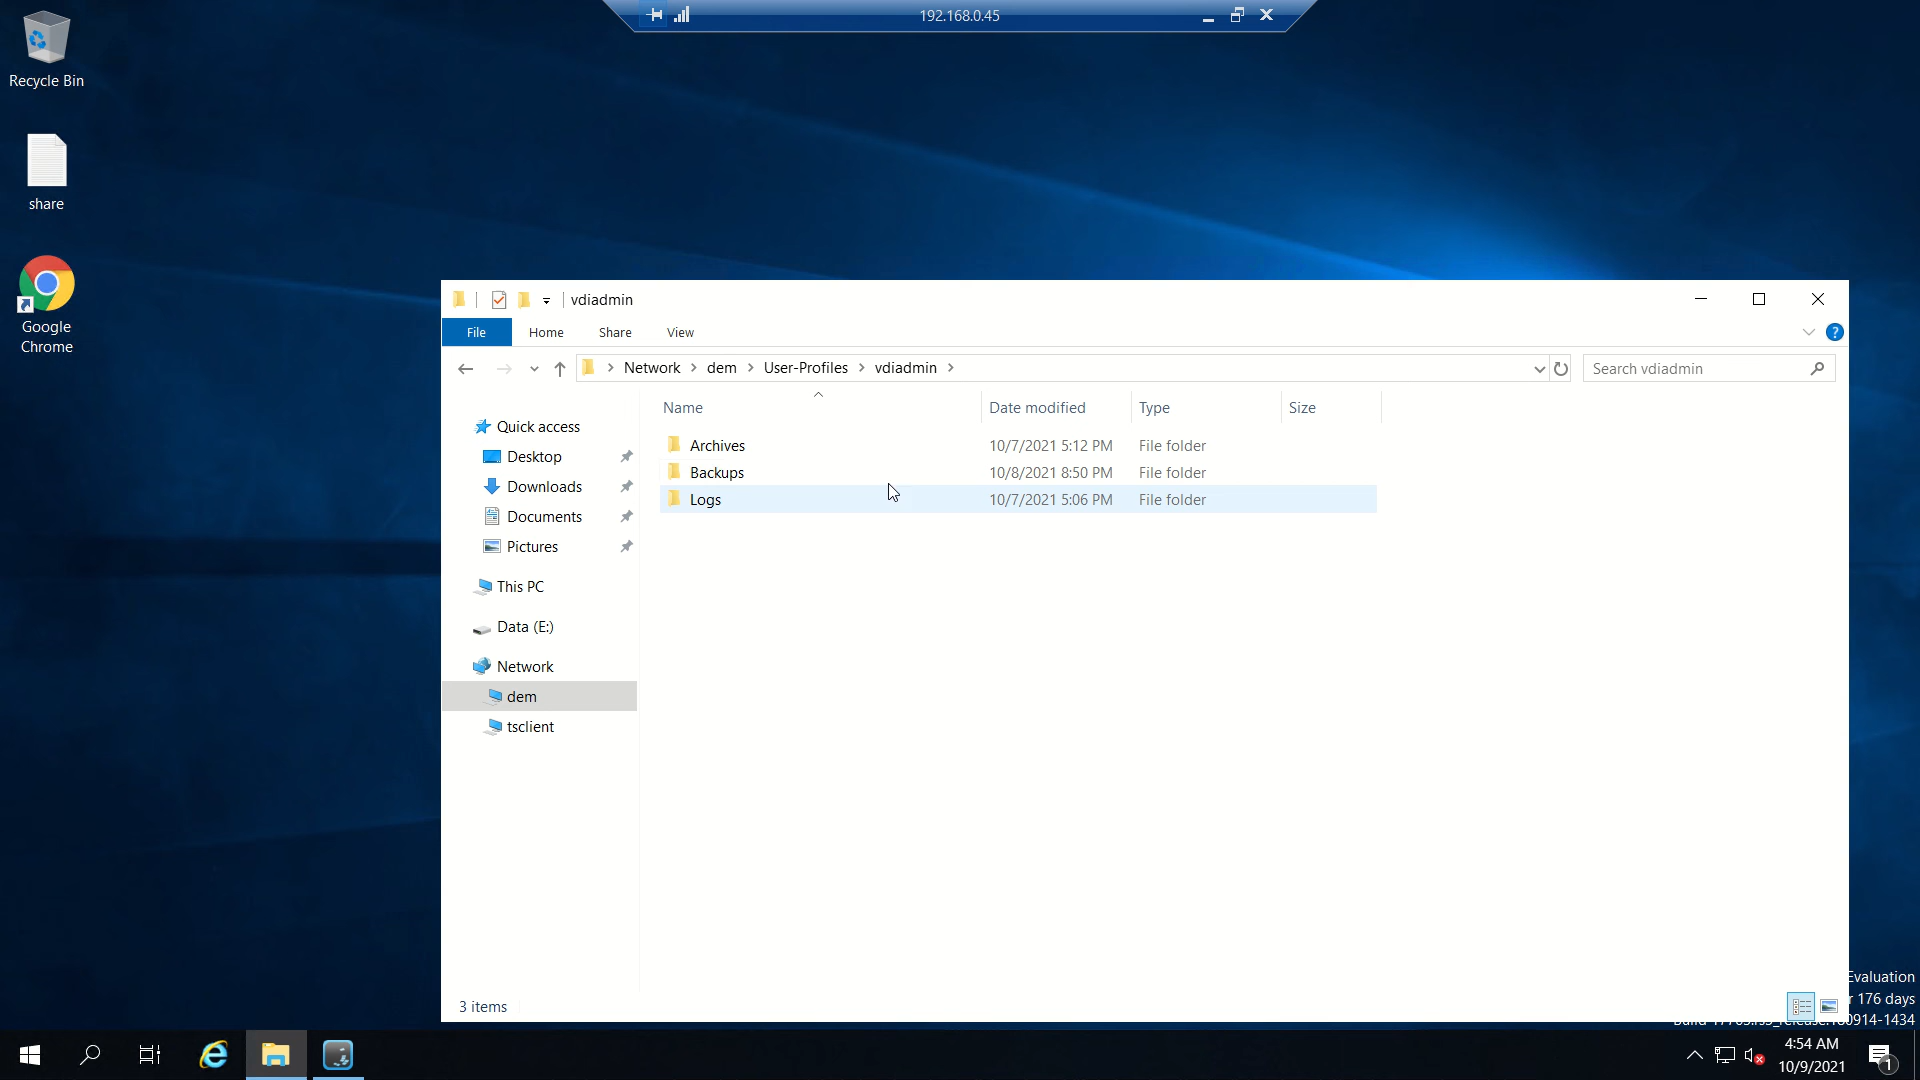 192.168.0.45
Recycle Bin
share
Google
Chrome
vdiadmin
File Home Share View
Network dem User-Profiles vdiadmin
Search vdiadmin
Name Date modified Type Size
Archives 10/7/2021 5:12 PM File folder
Backups 10/8/2021 8:50 PM File folder
Logs 10/7/2021 5:06 PM File folder
Quick access
Desktop
Downloads
Documents
Pictures
This PC
Data (E:)
Network
dem
tsclient
3 items
Evaluation
176 days
0914-1434
4:54 AM
10/9/2021
1